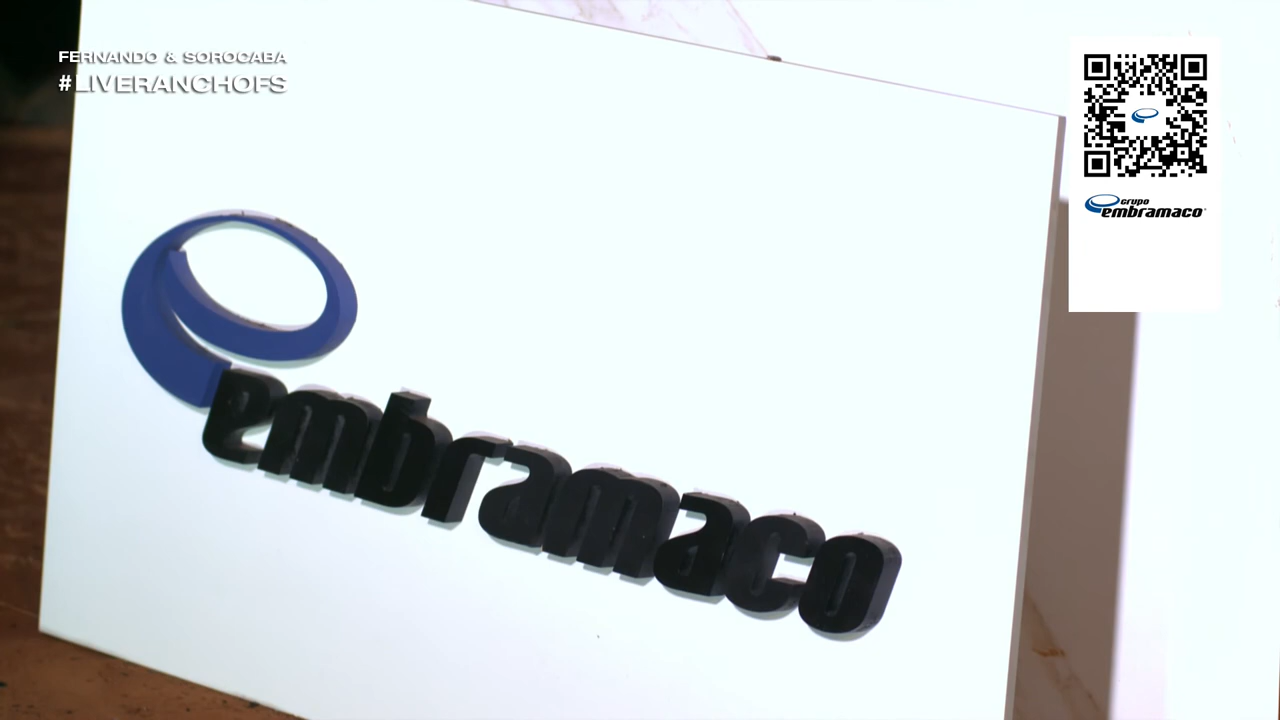 FERNANDO & SOROCABA
#LIVERANCHOFS
grupo
embramaco
embramaco